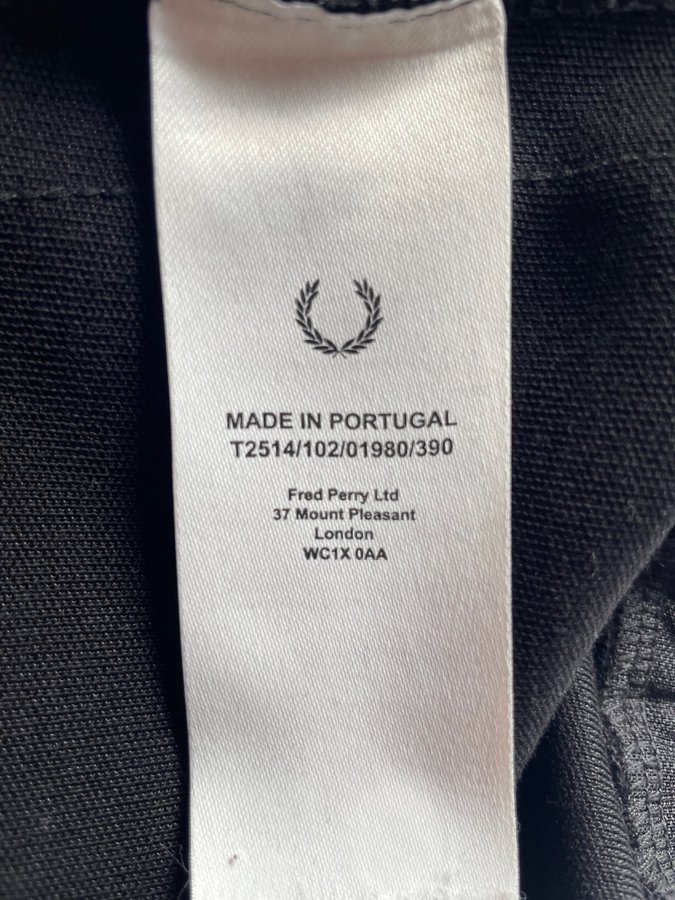 MADE IN PORTUGAL
T2514/102/01980/390
Fred Perry Ltd
37 Mount Pleasant
London
WC1X 0AA